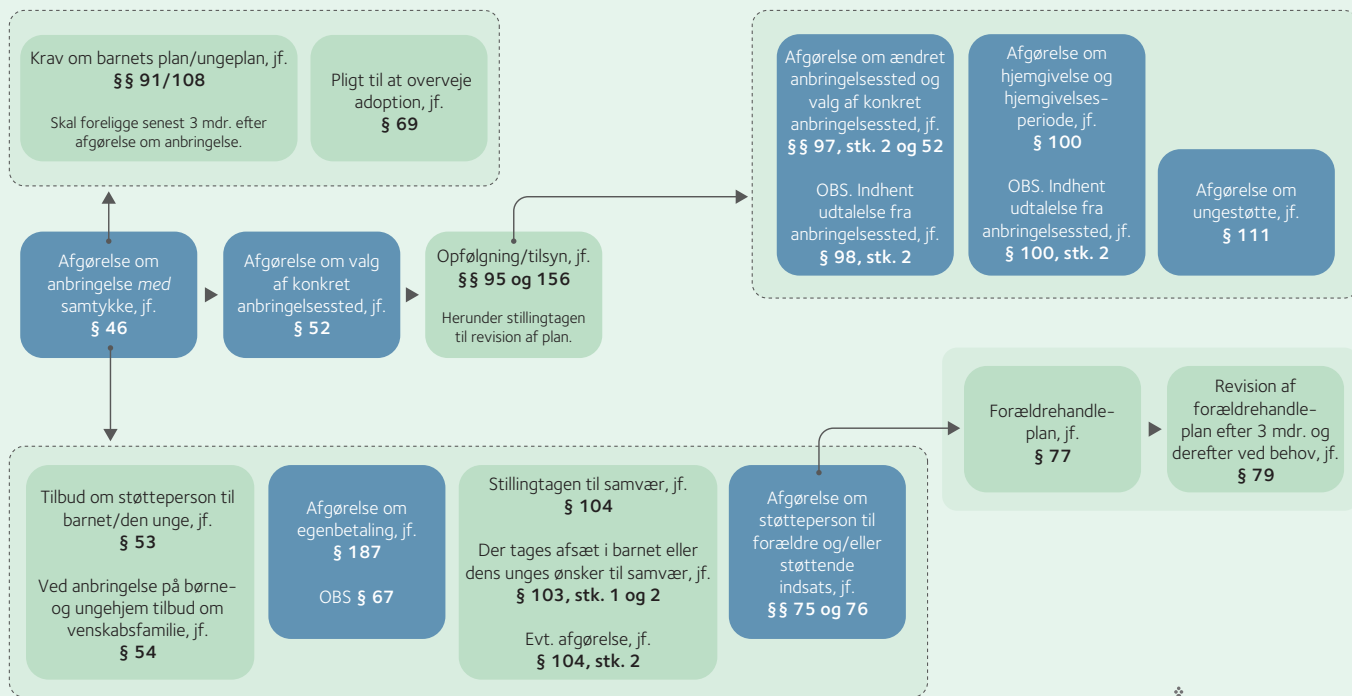 Krav om barnets plan/ungeplan, jf.
§§ 91/108
Skal foreligge senest 3 mdr. efter
afgørelse om anbringelse.
Pligt til at overveje
adoption, jf.
§ 69
Afgørelse om ændret
anbringelsessted og
valg af konkret
anbringelsessted, jf.
§§ 97, stk. 2 og 52
OBS. Indhent
udtalelse fra
anbringelsessted, jf.
§ 98, stk. 2
Afgørelse om
hjemgivelse og
hjemgivelses-
periode, jf.
§ 100
OBS. Indhent
udtalelse fra
anbringelsessted, jf.
§ 100, stk. 2
Afgørelse om
ungestøtte, jf.
§ 111
Afgørelse om
anbringelse med
samtykke, jf.
§ 46
Afgørelse om valg
af konkret
anbringelsessted, jf.
§ 52
Opfølgning/tilsyn, jf.
§§ 95 og 156
Herunder stillingtagen
til revision af plan.
Forældrehandle-
plan, jf.
§ 77
Revision af
forældrehandle-
plan efter 3 mdr. og
derefter ved behov, jf.
§ 79
Tilbud om støtteperson til
barnet/den unge, jf.
§ 53
Ved anbringelse på børne-
og ungehjem tilbud om
venskabsfamilie, jf.
§ 54
Afgørelse om
egenbetaling, jf.
§ 187
OBS § 67
Stillingtagen til samvær, jf.
§ 104
Der tages afsæt i barnet eller
dens unges ønsker til samvær, jf.
§ 103, stk. 1 og 2
Evt. afgørelse, jf.
§ 104, stk. 2
Afgørelse om
støtteperson til
forældre og/eller
støttende
indsats, jf.
§§ 75 og 76